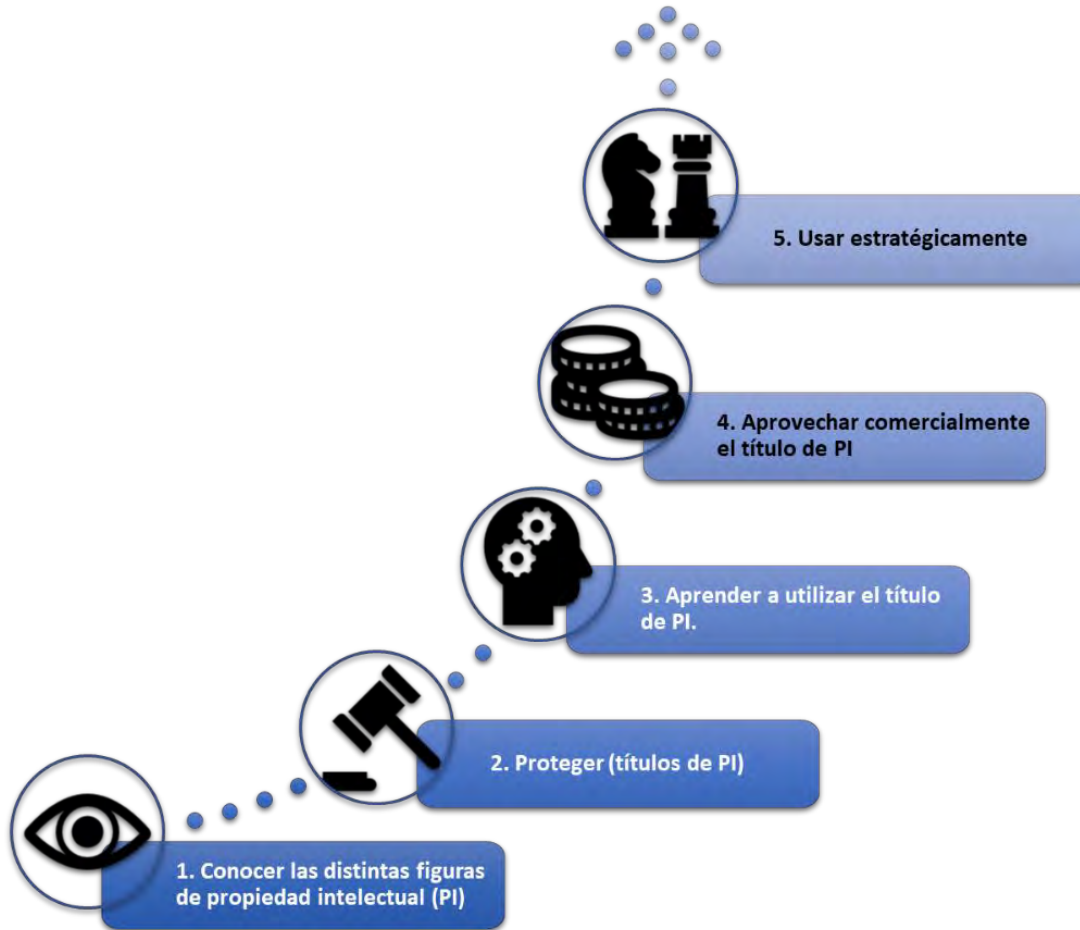 5. Usar estratégicamente
4. Aprovechar comercialmente
el título de PI
3. Aprender a utilizar el título
de PI.
2. Proteger (títulos de PI)
1. Conocer las distintas figuras
de propiedad intelectual (PI)